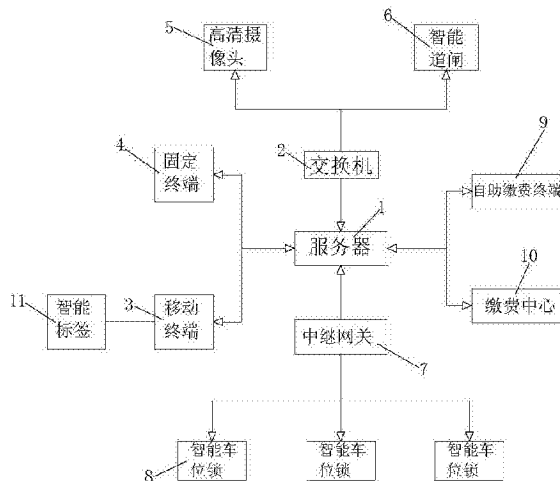 5
高清摄
像头
6
智能
道闸
4
固定
终端
2
交换机
9
自助缴费终端
1
服务器
10
缴费中心
11
智能
标签
3
移动
终端
中继网关
7
8
智能车
位锁
智能车
位锁
智能车
位锁